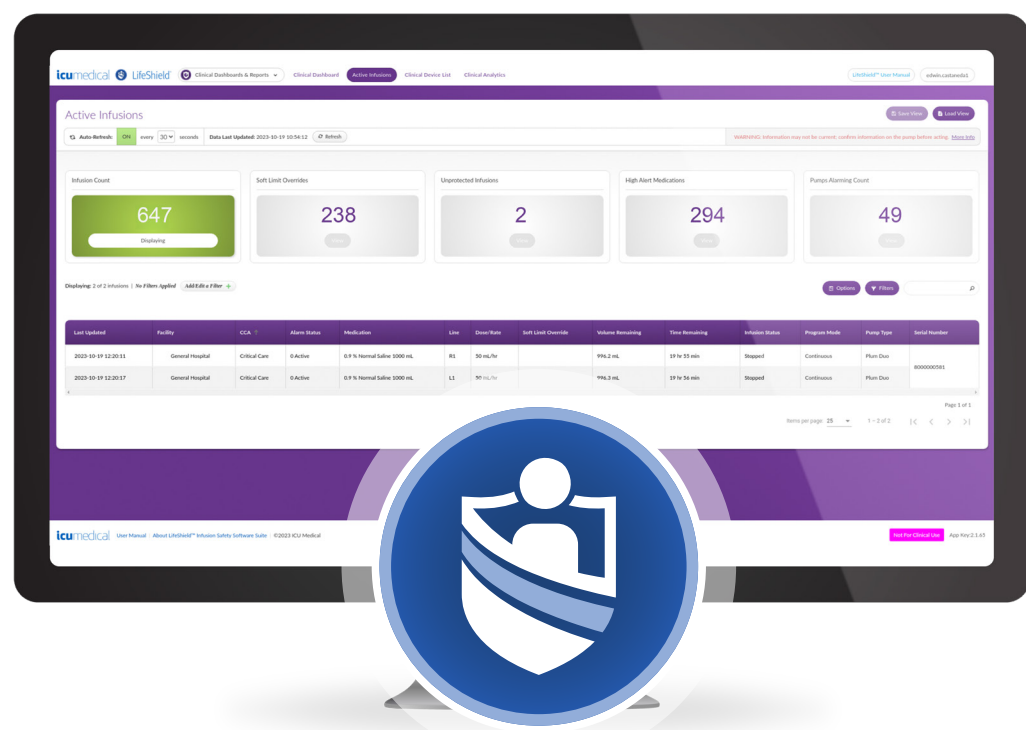 icumedical LifeShield™ Clinical Dashboards & Reports Clinical Dashboard Active Infusions Clinical Device List Clinical Analytics LifeShield™ User Manual edwin.castaneda1
Active Infusions Save View Load View
Auto-Refresh: ON every 30 seconds Data Last Updated: 2023-10-19 10:54:12 Refresh WARNING: Information may not be current: confirm information on the pump before acting. More Info
Infusion Count Soft Limit Overrides Unprotected Infusions High Alert Medications Pumps Alarming Count
647 238 2 294 49
Displaying
Displaying: 2 of 2 infusions | No Filters Applied Add/Edit a Filter + Options Filters
Last Updated Facility CCA Alarm Status Medication Line Dose/Rate Soft Limit Override Volume Remaining Time Remaining Infusion Status Program Mode Pump Type Serial Number
2023-10-19 12:20:11 General Hospital Critical Care 0 Active 0.9 % Normal Saline 1000 mL R1 50 mL/hr 996.2 mL 19 hr 55 min Stopped Continuous Plum Duo
8000000581
2023-10-19 12:20:17 General Hospital Critical Care 0 Active 0.9 % Normal Saline 1000 mL L1 50 mL/hr 996.3 mL 19 hr 56 min Stopped Continuous Plum Duo
Page 1 of 1
Items per page: 25 1 – 2 of 2
icumedical User Manual | About LifeShield™ Infusion Safety Software Suite | ©2023 ICU Medical Not For Clinical Use App Key:2.1.65